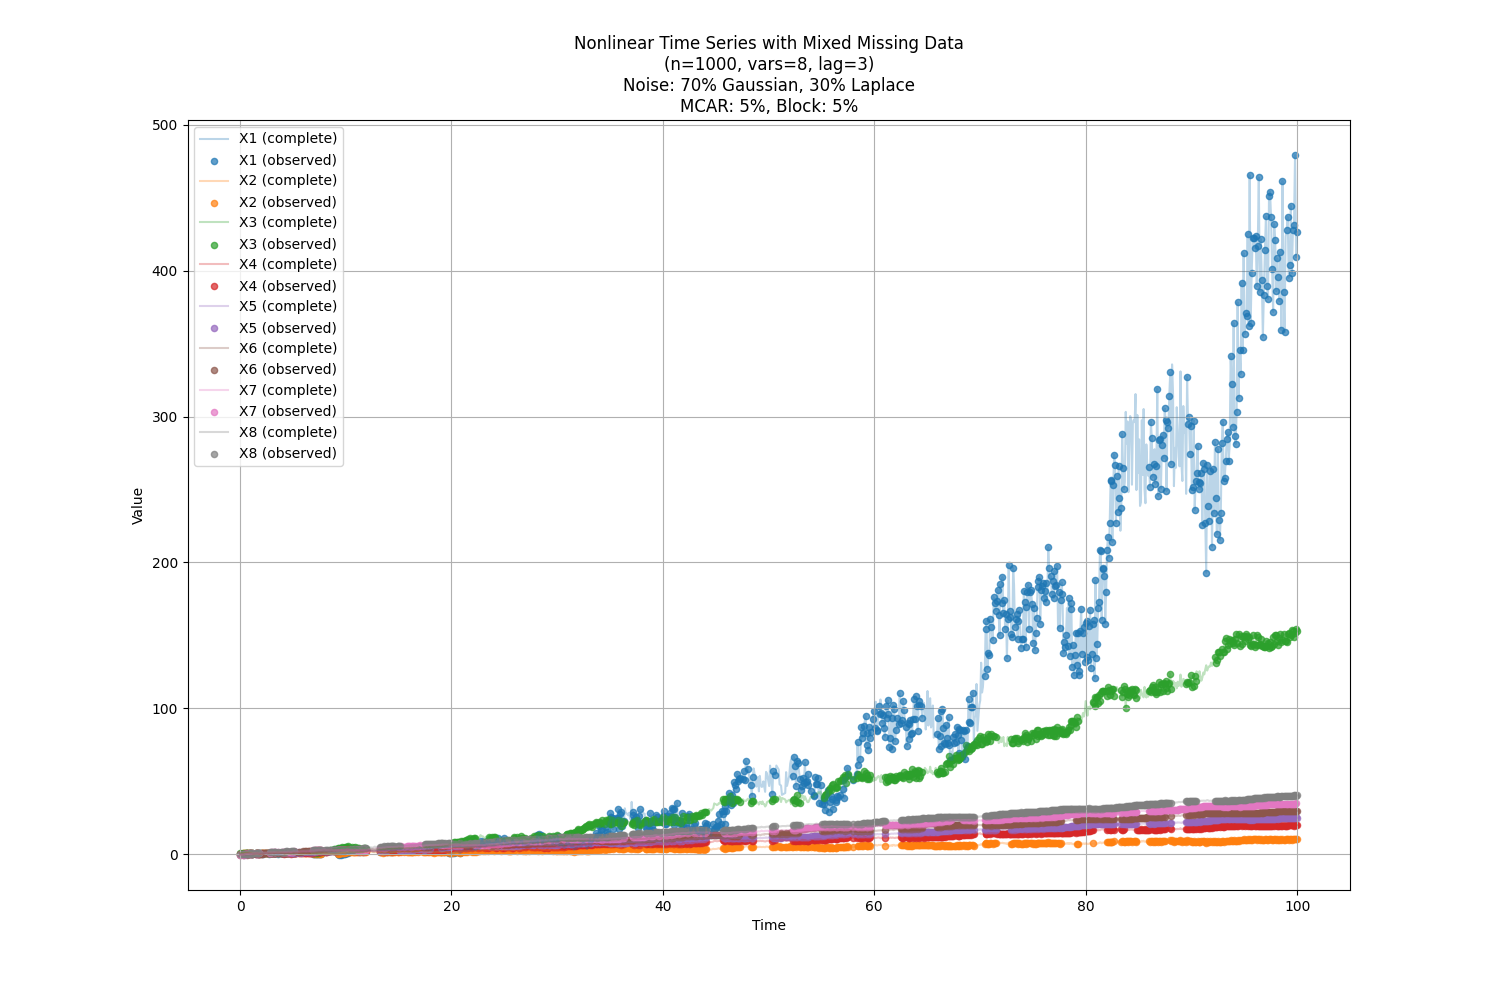 Nonlinear Time Series with Mixed Missing Data
(n=1000, vars=8, lag=3)
Noise: 70% Gaussian, 30% Laplace
MCAR: 5%, Block: 5%
500
400
300
200
100
0
Value
X1 (complete)
X1 (observed)
X2 (complete)
X2 (observed)
X3 (complete)
X3 (observed)
X4 (complete)
X4 (observed)
X5 (complete)
X5 (observed)
X6 (complete)
X6 (observed)
X7 (complete)
X7 (observed)
X8 (complete)
X8 (observed)
0 20 40 60 80 100
Time